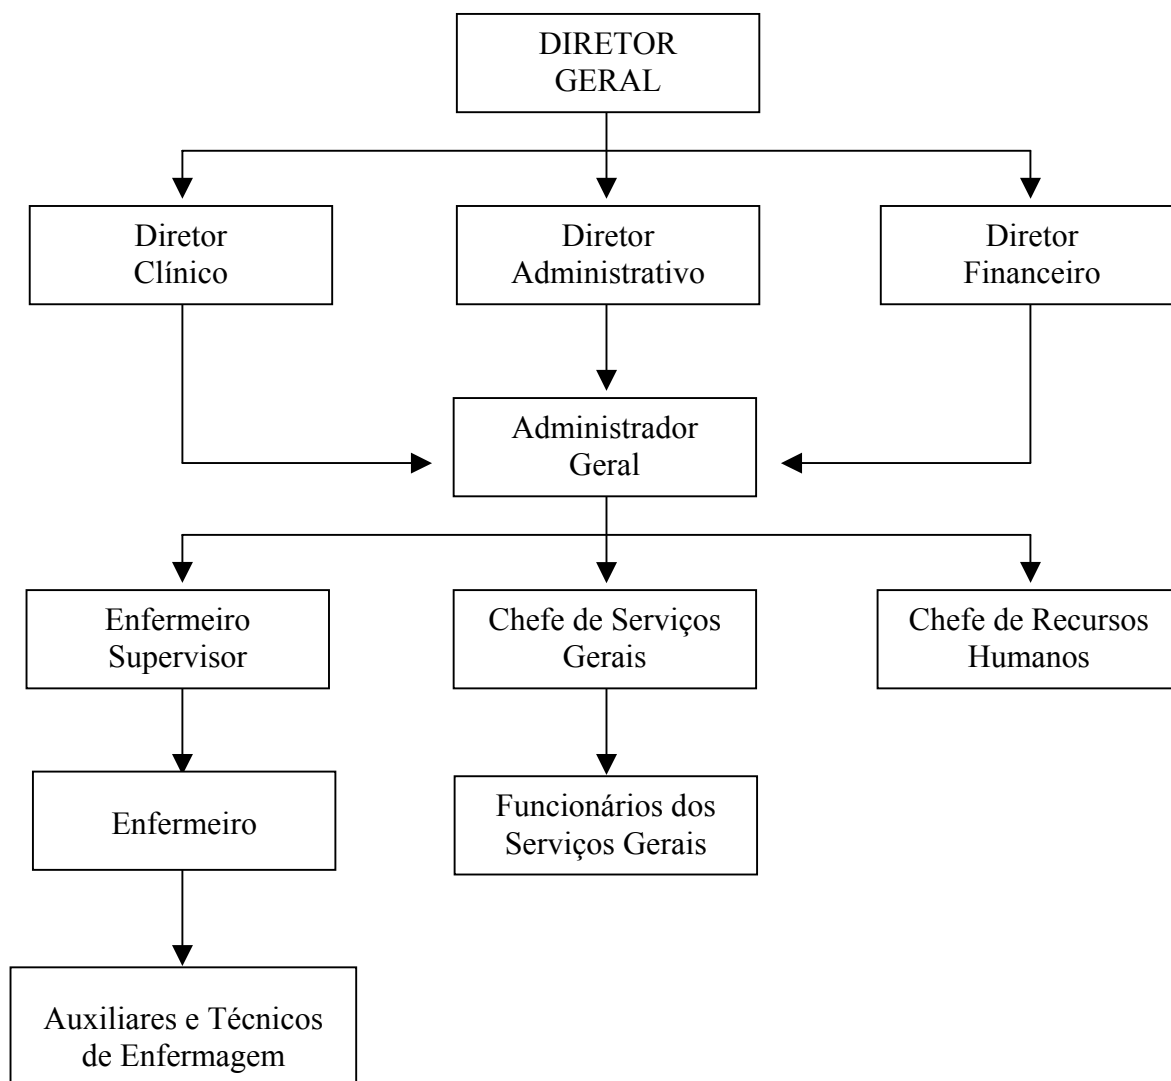 DIRETOR
GERAL
Diretor
Clínico
Diretor
Administrativo
Diretor
Financeiro
Administrador
Geral
Enfermeiro
Supervisor
Chefe de Serviços
Gerais
Chefe de Recursos
Humanos
Enfermeiro
Funcionários dos
Serviços Gerais
Auxiliares e Técnicos
de Enfermagem